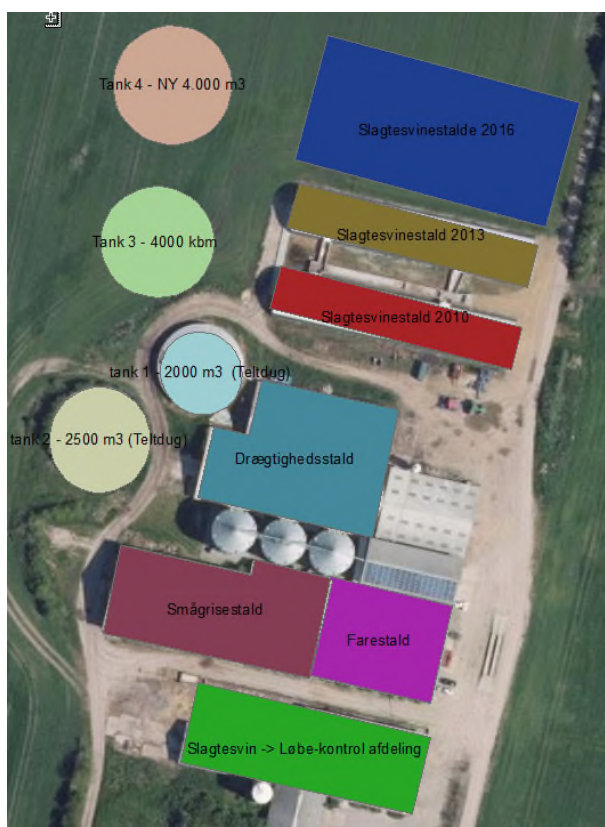 Tank 4 - NY 4.000 m3
Slagtesvinestalde 2016
Tank 3 - 4000 kbm
Slagtesvinestald 2013
Slagtesvinestald 2010
tank 1 - 2000 m3 (Teltdug)
tank 2 - 2500 m3 (Teltdug)
Drægtighedsstald
Smågrisestald
Farestald
Slagtesvin -> Løbe-kontrol afdeling